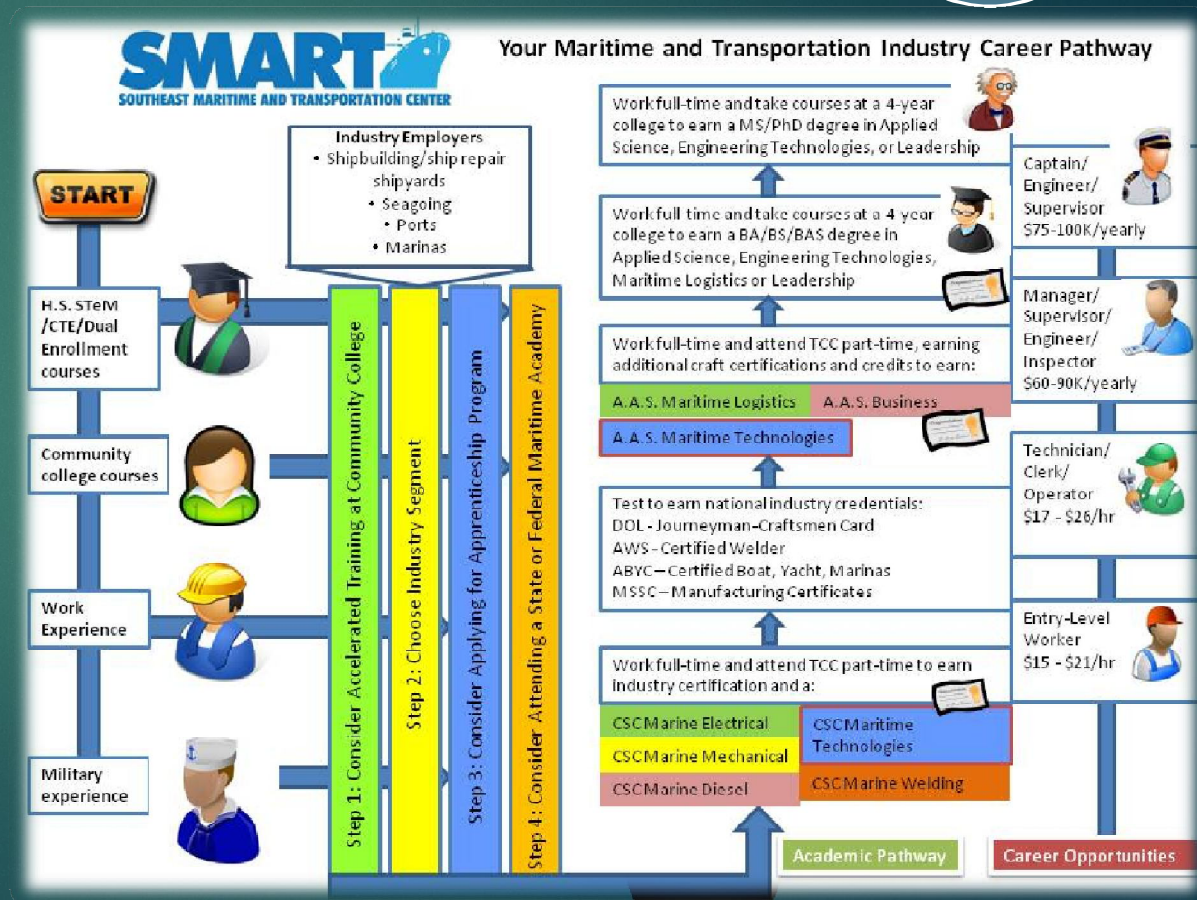 SMART
SOUTHEAST MARITIME AND TRANSPORTATION CENTER
Your Maritime and Transportation Industry Career Pathway
START
H.S. STeM
/CTE/Dual
Enrollment
courses
Community
college courses
Work
Experience
Military
experience
Industry Employers
• Shipbuilding/ship repair
shipyards
• Seagoing
• Ports
• Marinas
Step 1: Consider Accelerated Training at Community College
Step 2: Choose Industry Segment
Step 3: Consider Applying for Apprenticeship Program
Step 4: Consider Attending a State or Federal Maritime Academy
Work full-time and take courses at a 4-year
college to earn a MS/PhD degree in Applied
Science, Engineering Technologies, or Leadership
Work full-time and take courses at a 4-year
college to earn a BA/BS/BAS degree in
Applied Science, Engineering Technologies,
Maritime Logistics or Leadership
Work full-time and attend TCC part-time, earning
additional craft certifications and credits to earn:
A.A.S. Maritime Logistics
A.A.S. Business
A.A.S. Maritime Technologies
Test to earn national industry credentials:
DOL - Journeyman-Craftsmen Card
AWS - Certified Welder
ABYC – Certified Boat, Yacht, Marinas
MSSC – Manufacturing Certificates
Work full-time and attend TCC part-time to earn
industry certification and a:
CSC Marine Electrical
CSC Marine Mechanical
CSC Marine Diesel
CSC Maritime
Technologies
CSC Marine Welding
Captain/
Engineer/
Supervisor
$75-100K/yearly
Manager/
Supervisor/
Engineer/
Inspector
$60-90K/yearly
Technician/
Clerk/
Operator
$17 - $26/hr
Entry-Level
Worker
$15 - $21/hr
Academic Pathway
Career Opportunities